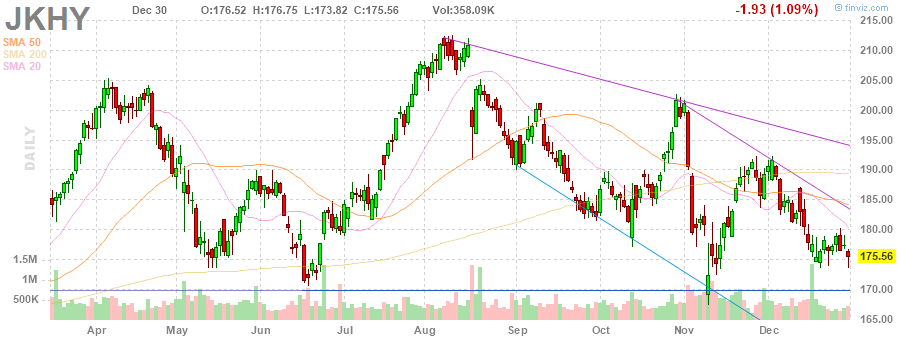 JKHY Dec 30 O:176.52 H:176.75 L:173.82 C:175.56 Vol:358.09K -1.93 (1.09%) © finviz.com
SMA 50
SMA 200
SMA 20
DAILY
215.00
210.00
205.00
200.00
195.00
190.00
185.00
180.00
175.56
170.00
165.00
1.5M
1M
500K
Apr May Jun Jul Aug Sep Oct Nov Dec